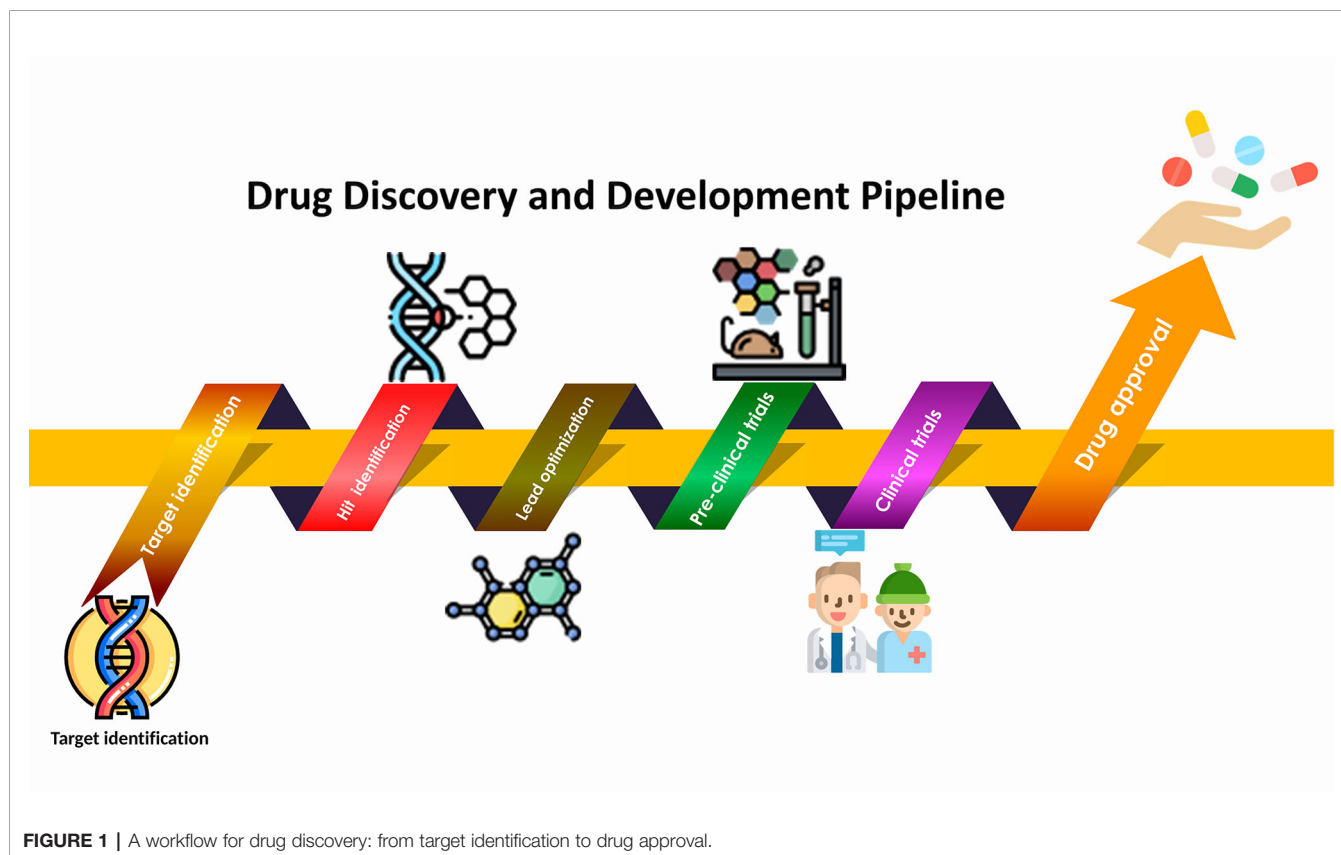 Drug Discovery and Development Pipeline
Target identification
Hit identification
Lead optimization
Pre-clinical trials
Clinical trials
Drug approval
Target identification
FIGURE 1 | A workflow for drug discovery: from target identification to drug approval.